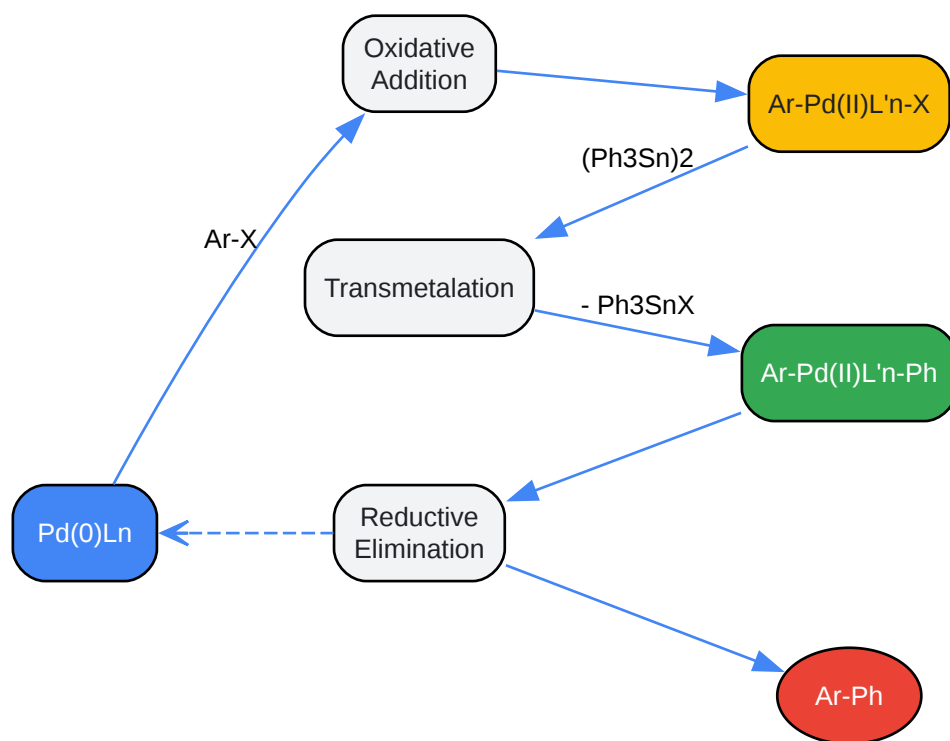 Oxidative
Addition
Ar-Pd(II)L'n-X
(Ph3Sn)2
Ar-X
Transmetalation
- Ph3SnX
Ar-Pd(II)L'n-Ph
Pd(0)Ln
Reductive
Elimination
Ar-Ph